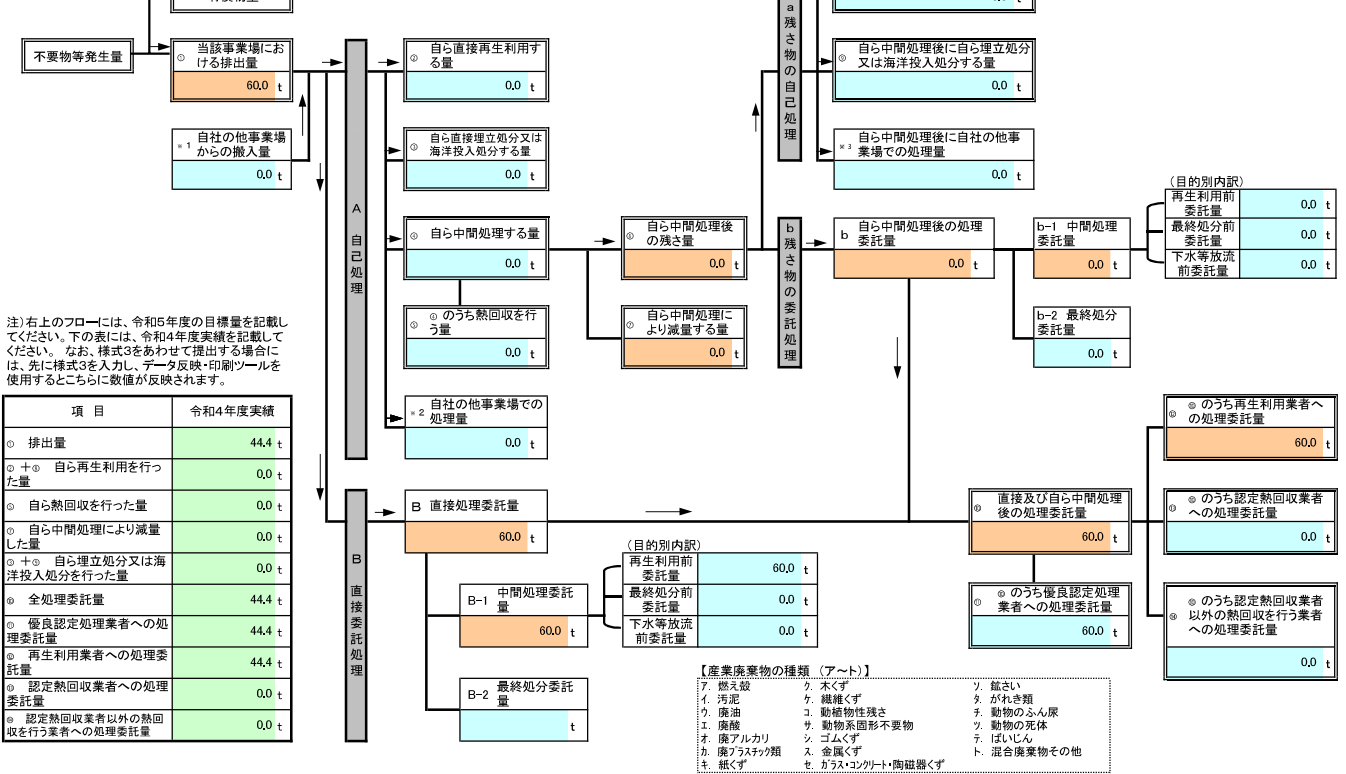 不要物等発生量
① 当該事業場にお
ける排出量
60.0 t
※1 自社の他事業場
からの搬入量
0.0 t
A 自己処理
② 自ら直接再生利用す
る量
0.0 t
③ 自ら直接埋立処分又は
海洋投入処分する量
0.0 t
④ 自ら中間処理する量
0.0 t
のうち熱回収を行
う量
0.0 t
※2 自社の他事業場での
処理量
0.0 t
⑥ 自ら中間処理後
の残さ量
0.0 t
⑦ 自ら中間処理に
より減量する量
0.0 t
a 残さ物の自己処理
t
⑨ 自ら中間処理後に自ら埋立処分
又は海洋投入処分する量
0.0 t
※3 自ら中間処理後に自社の他事
業場での処理量
0.0 t
b 残さ物の委託処理
b 自ら中間処理後の処理
委託量
0.0 t
b-1 中間処理
委託量
0.0 t
(目的別内訳)
再生利用前
委託量
0.0 t
最終処分前
委託量
0.0 t
下水等放流
前委託量
0.0 t
b-2 最終処分
委託量
0.0 t
注)右上のフローには、令和5年度の目標量を記載し
てください。下の表には、令和4年度実績を記載して
ください。 なお、様式3をあわせて提出する場合に
は、先に様式3を入力し、データ反映・印刷ツールを
使用するとこちらに数値が反映されます。
項 目 令和4年度実績
① 排出量 44.4 t
②+⑧ 自ら再生利用を行っ
た量 0.0 t
⑤ 自ら熱回収を行った量 0.0 t
⑦ 自ら中間処理により減量
した量 0.0 t
③+⑨ 自ら埋立処分又は海
洋投入処分を行った量 0.0 t
⑩ 全処理委託量 44.4 t
⑪ 優良認定処理業者への処
理委託量 44.4 t
⑫ 再生利用業者への処理委
託量 44.4 t
⑬ 認定熱回収業者への処理
委託量 0.0 t
⑭ 認定熱回収業者以外の熱回
収を行う業者への処理委託量 0.0 t
B 直接委託処理
B 直接処理委託量
60.0 t
B-1 中間処理委託
量
60.0 t
(目的別内訳)
再生利用前
委託量
60.0 t
最終処分前
委託量
0.0 t
下水等放流
前委託量
0.0 t
B-2 最終処分委託
量
t
⑩ 直接及び自ら中間処理
後の処理委託量
60.0 t
⑪ ⑩のうち優良認定処理
業者への処理委託量
60.0 t
⑫ ⑩のうち再生利用業者へ
の処理委託量
60.0 t
⑬ ⑩のうち認定熱回収業者
への処理委託量
0.0 t
⑭ ⑩のうち認定熱回収業者
以外の熱回収を行う業者
への処理委託量
0.0 t
【産業廃棄物の種類 (ア～ト)】
ア. 燃え殻
イ. 汚泥
ウ. 廃油
エ. 廃酸
オ. 廃アルカリ
カ. 廃プラスチック類
キ. 紙くず
ク. 木くず
ケ. 繊維くず
コ. 動植物性残さ
サ. 動物系固形不要物
シ. ゴムくず
ス. 金属くず
セ. ガラス・コンクリート・陶磁器くず
ソ. 鉱さい
タ. がれき類
チ. 動物のふん尿
ツ. 動物の死体
テ. ばいじん
ト. 混合廃棄物その他